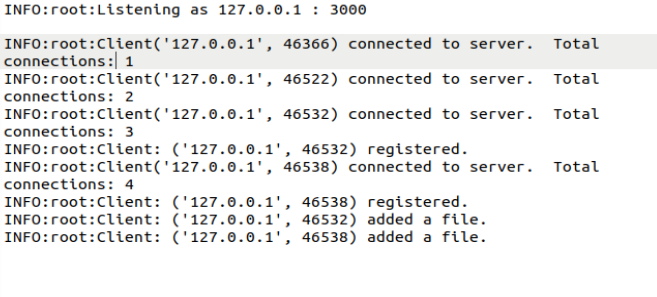 INFO:root:Listening as 127.0.0.1 : 3000
INFO:root:Client('127.0.0.1', 46366) connected to server.  Total
connections: 1
INFO:root:Client('127.0.0.1', 46522) connected to server.  Total
connections: 2
INFO:root:Client('127.0.0.1', 46532) connected to server.  Total
connections: 3
INFO:root:Client: ('127.0.0.1', 46532) registered.
INFO:root:Client('127.0.0.1', 46538) connected to server.  Total
connections: 4
INFO:root:Client: ('127.0.0.1', 46538) registered.
INFO:root:Client: ('127.0.0.1', 46532) added a file.
INFO:root:Client: ('127.0.0.1', 46538) added a file.